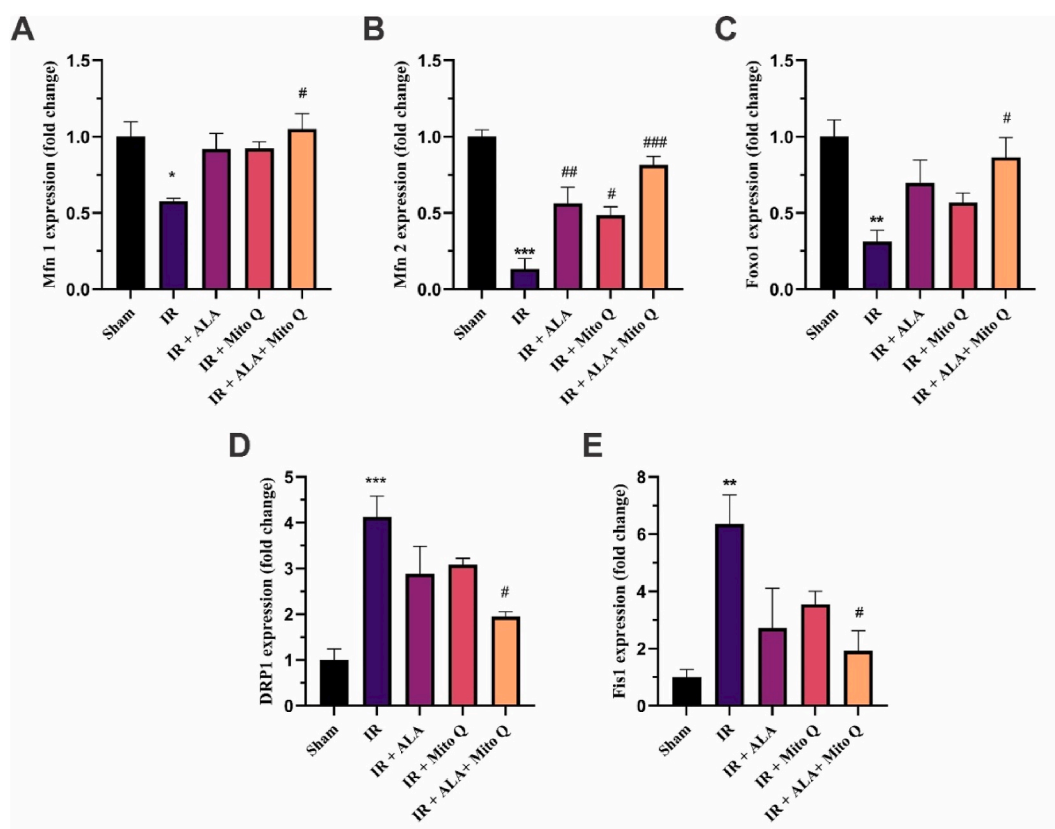 A
Mfn 1 expression (fold change)
1.5
1.0
0.5
0.0
*
#
Sham
IR
IR + ALA
IR + Mito Q
IR + ALA+ Mito Q
B
Mfn 2 expression (fold change)
1.5
1.0
0.5
0.0
***
##
#
###
Sham
IR
IR + ALA
IR + Mito Q
IR + ALA+ Mito Q
C
Foxo1 expression (fold change)
1.5
1.0
0.5
0.0
**
#
Sham
IR
IR + ALA
IR + Mito Q
IR + ALA+ Mito Q
D
DRP1 expression (fold change)
5
4
3
2
1
0
***
#
Sham
IR
IR + ALA
IR + Mito Q
IR + ALA+ Mito Q
E
Fis1 expression (fold change)
8
6
4
2
0
**
#
Sham
IR
IR + ALA
IR + Mito Q
IR + ALA+ Mito Q